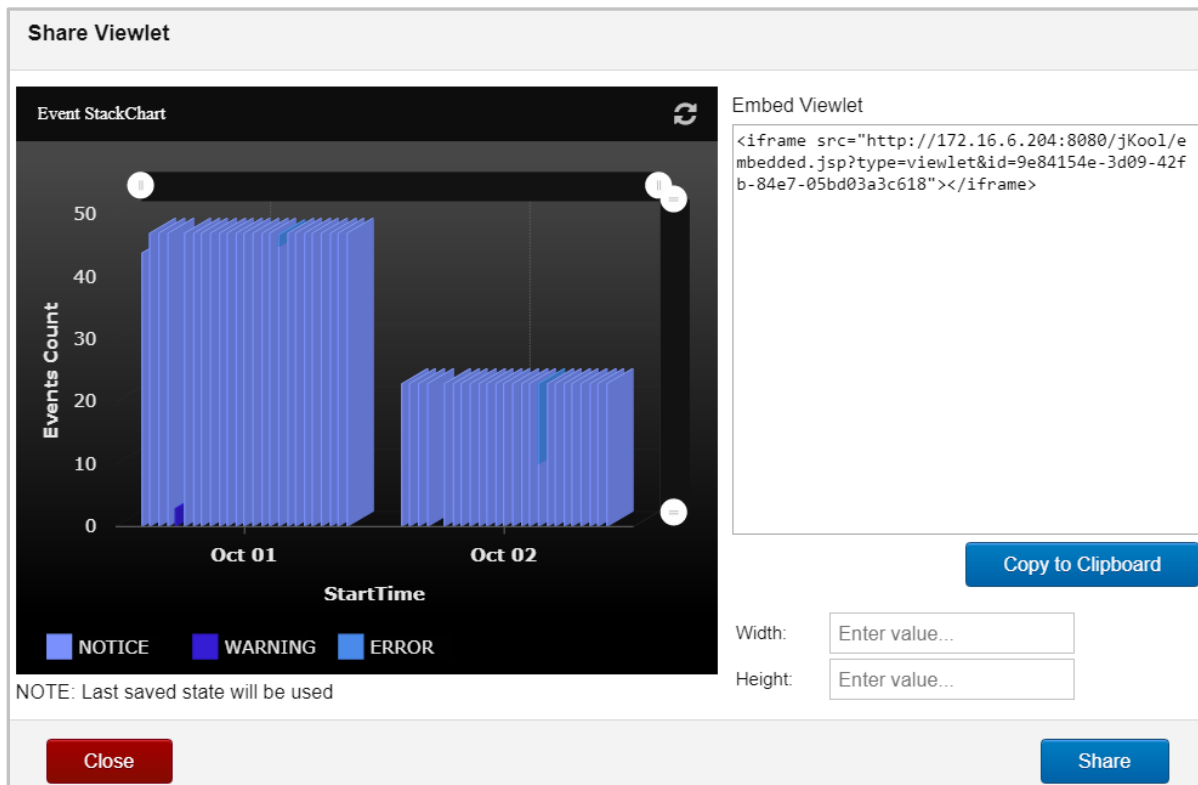 Share Viewlet
Event StackChart
50
40
30
20
10
0
Events Count
Oct 01
Oct 02
StartTime
NOTICE
WARNING
ERROR
NOTE: Last saved state will be used
Embed Viewlet
<iframe src="http://172.16.6.204:8080/jKool/e
mbedded.jsp?type=viewlet&id=9e84154e-3d09-42f
b-84e7-05bd03a3c618"></iframe>
Copy to Clipboard
Width:
Enter value...
Height:
Enter value...
Close
Share